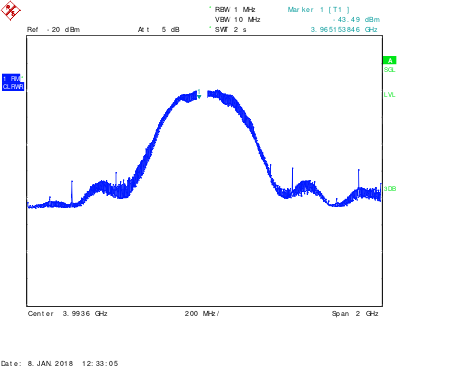 * RBW 1 MHz Marker 1 [T1 ]
VBW 10 MHz -43.49 dBm
Ref -20 dBm Att 5 dB * SWT 2 s 3.965153846 GHz
A
SGL
1 RM*
CLRWR
1
LVL
3DB
Center 3.9936 GHz 200 MHz/ Span 2 GHz
Date: 8.JAN.2018 12:33:05